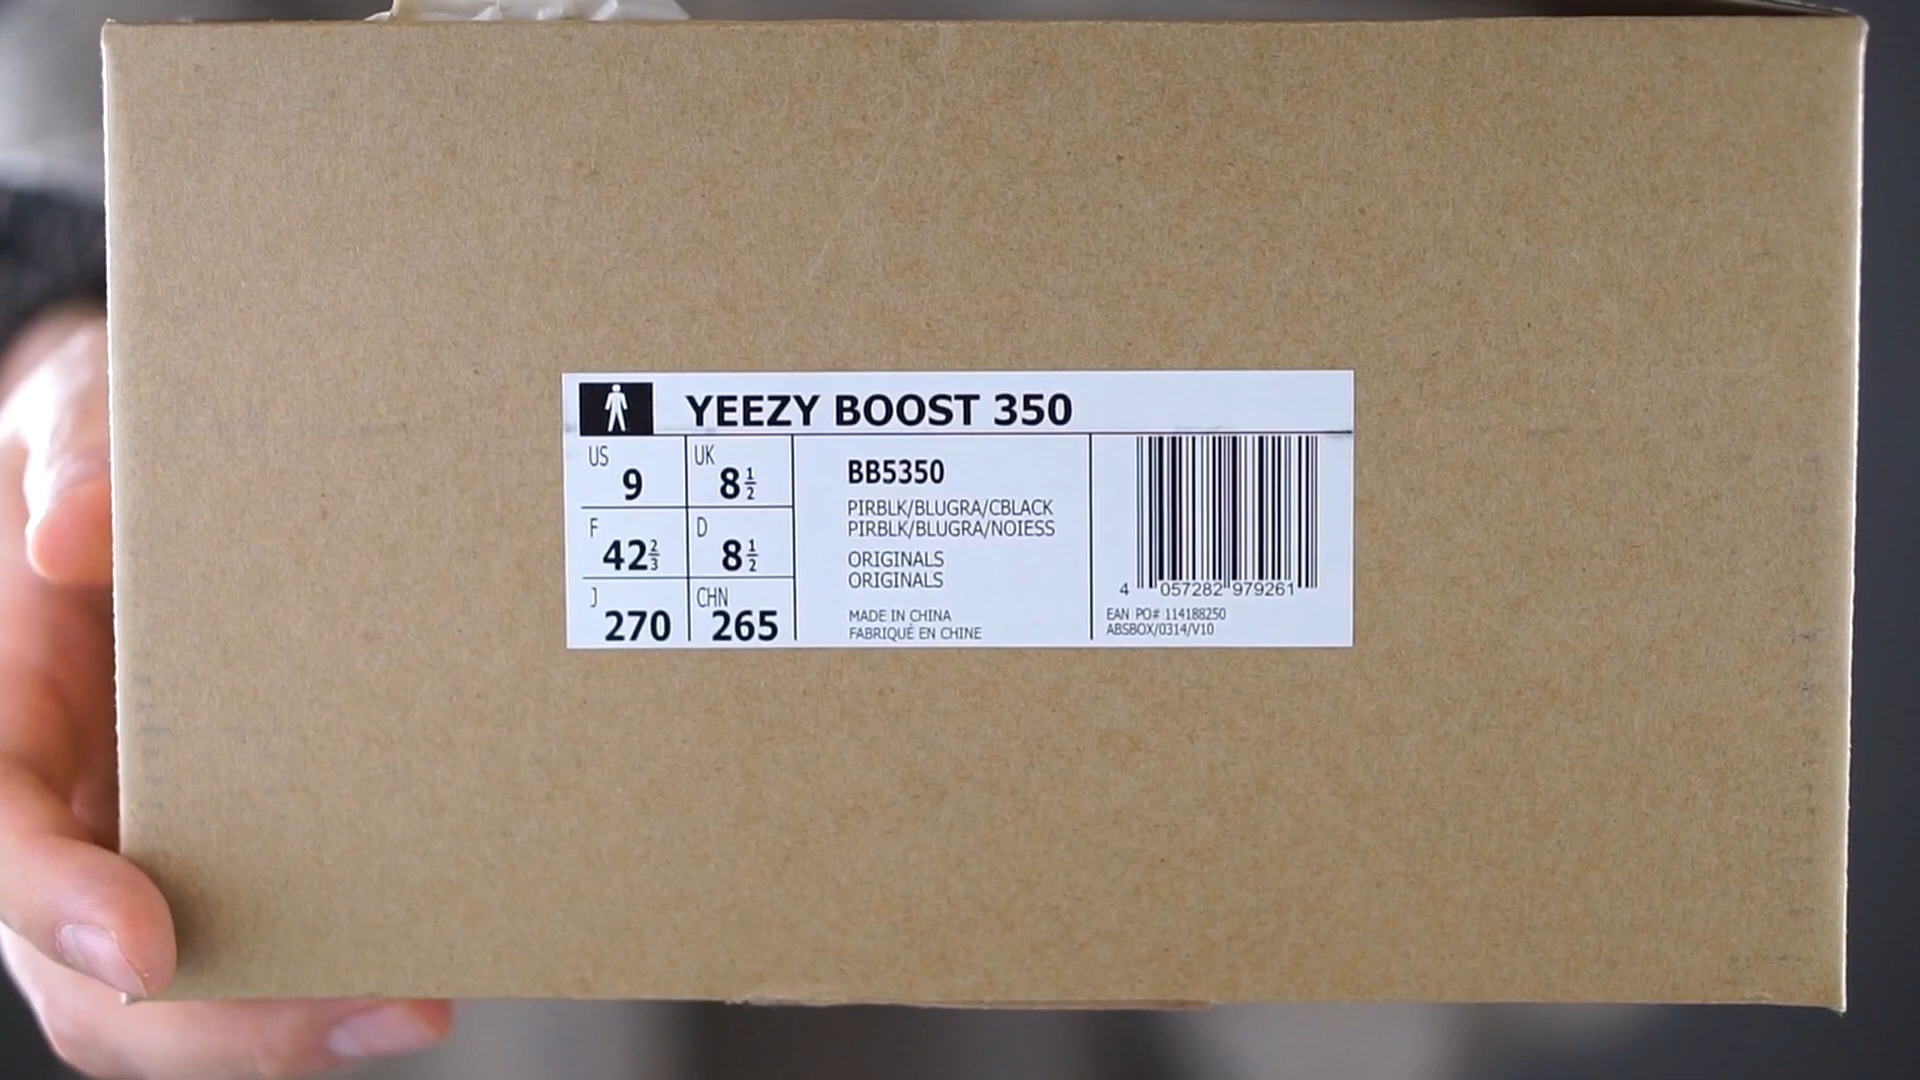 YEEZY BOOST 350
US
9
UK
8 1/2
F
42 2/3
D
8 1/2
J
270
CHN
265
BB5350
PIRBLK/BLUGRA/CBLACK
PIRBLK/BLUGRA/NOIESS
ORIGINALS
ORIGINALS
MADE IN CHINA
FABRIQUÉ EN CHINE
4 057282 979261
EAN PO# 114188250
ABSBOX/0314/V10